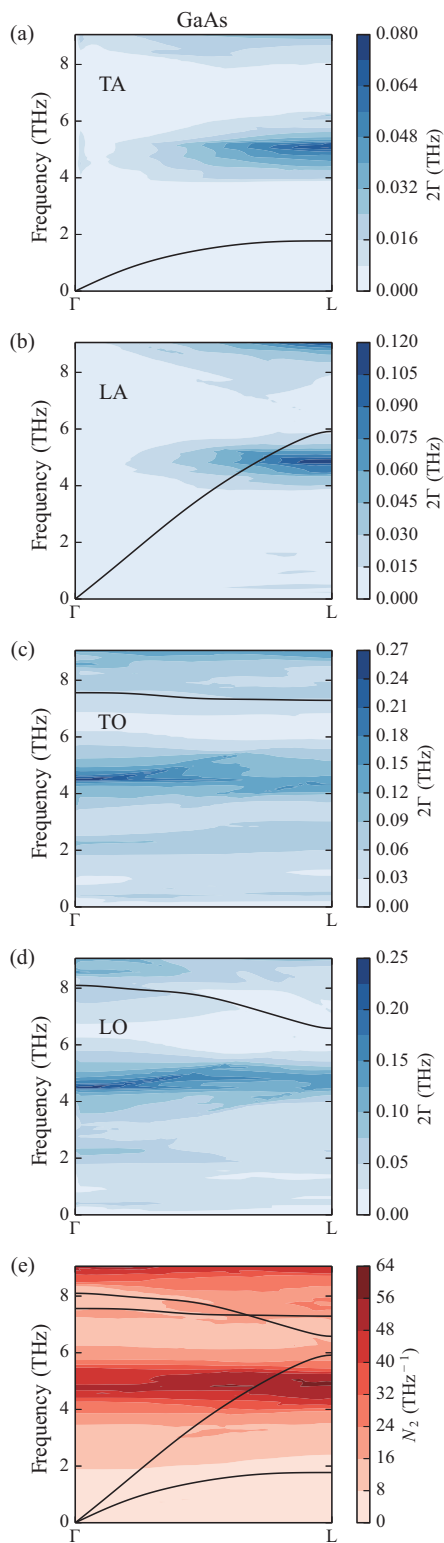 GaAs
(a)
TA
Frequency (THz)
8
6
4
2
0
Γ
L
0.080
0.064
0.048
0.032
0.016
0.000
2Γ (THz)
(b)
LA
Frequency (THz)
8
6
4
2
0
Γ
L
0.120
0.105
0.090
0.075
0.060
0.045
0.030
0.015
0.000
2Γ (THz)
(c)
TO
Frequency (THz)
8
6
4
2
0
Γ
L
0.27
0.24
0.21
0.18
0.15
0.12
0.09
0.06
0.03
0.00
2Γ (THz)
(d)
LO
Frequency (THz)
8
6
4
2
0
Γ
L
0.25
0.20
0.15
0.10
0.05
0.00
2Γ (THz)
(e)
Frequency (THz)
8
6
4
2
0
Γ
L
64
56
48
40
32
24
16
8
0
N₂ (THz⁻¹)